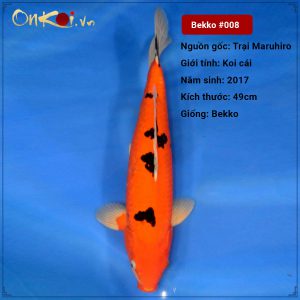 OnKoi.vn
Bekko #008
Nguồn gốc: Trại Maruhiro
Giới tính: Koi cái
Năm sinh: 2017
Kích thước: 49cm
Giống: Bekko